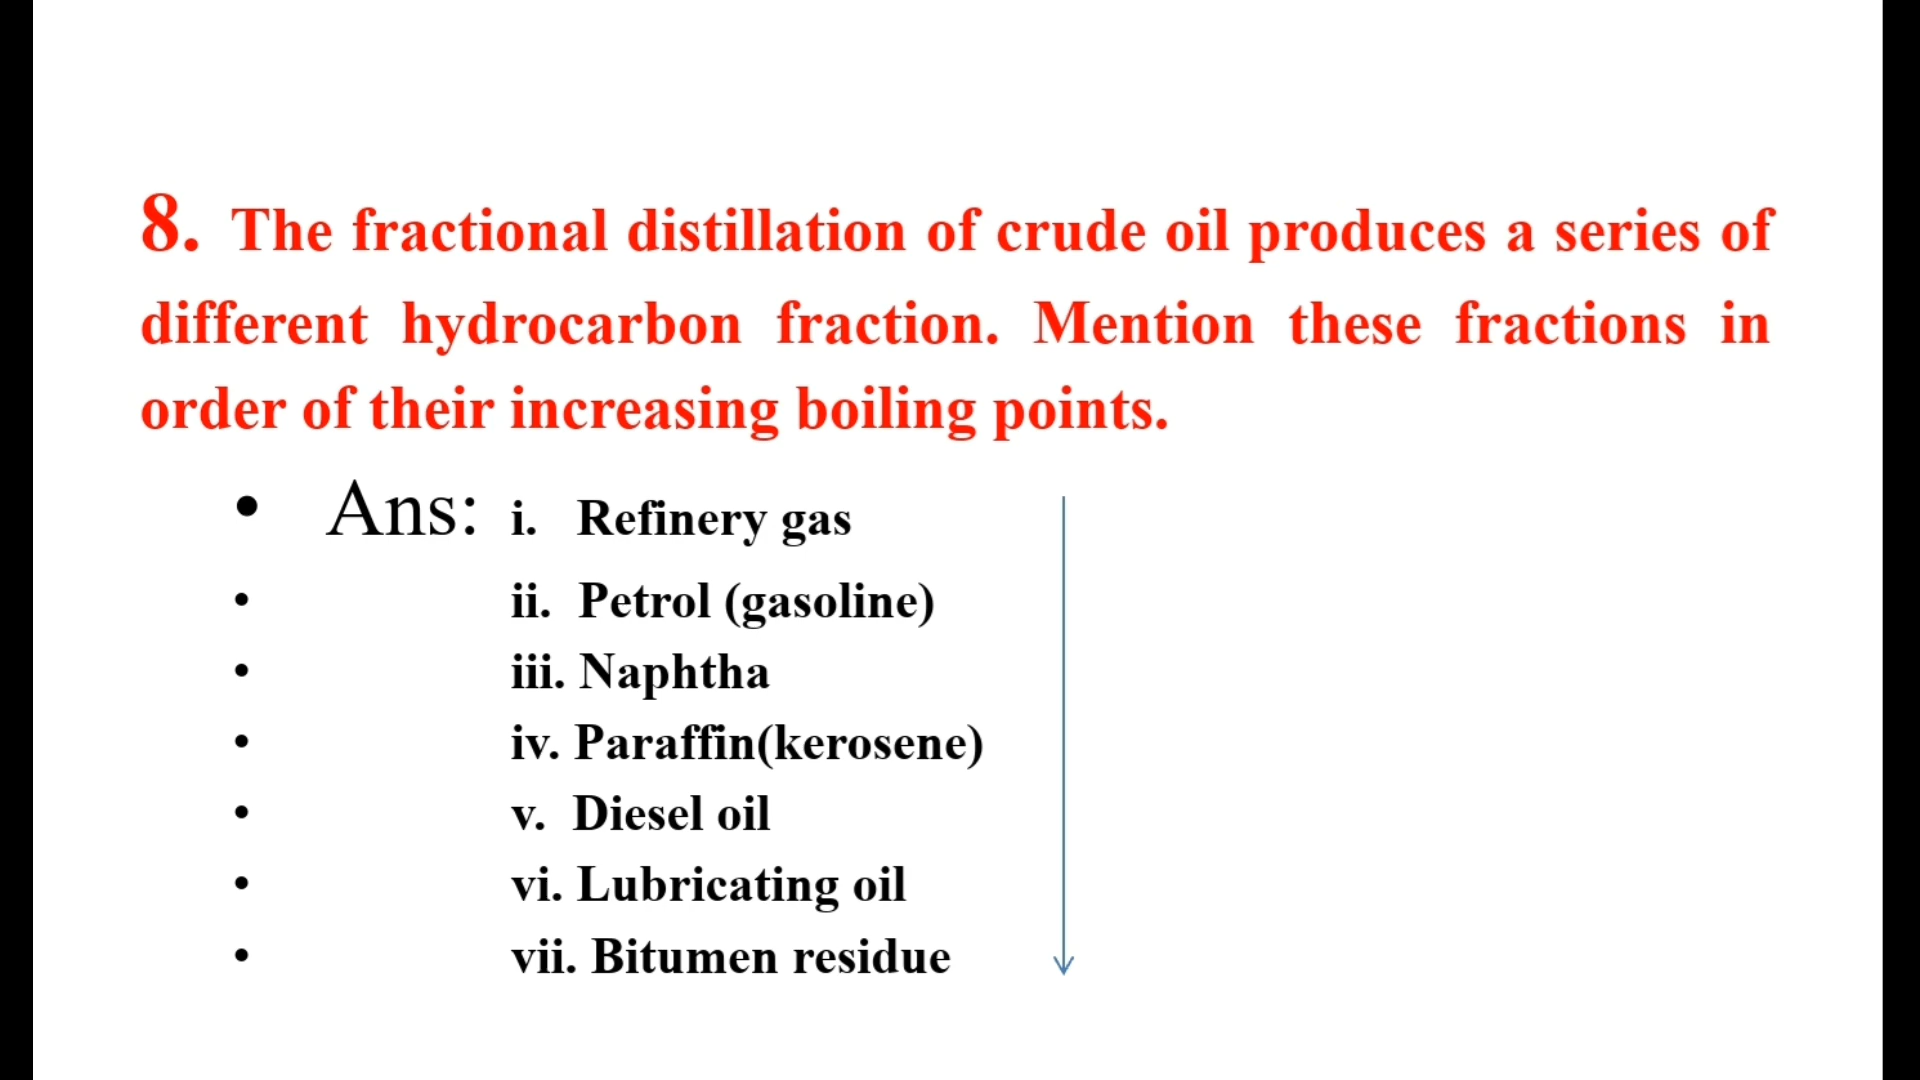 8. The fractional distillation of crude oil produces a series of
different hydrocarbon fraction. Mention these fractions in
order of their increasing boiling points.
• Ans: i. Refinery gas
• ii. Petrol (gasoline)
• iii. Naphtha
• iv. Paraffin(kerosene)
• v. Diesel oil
• vi. Lubricating oil
• vii. Bitumen residue